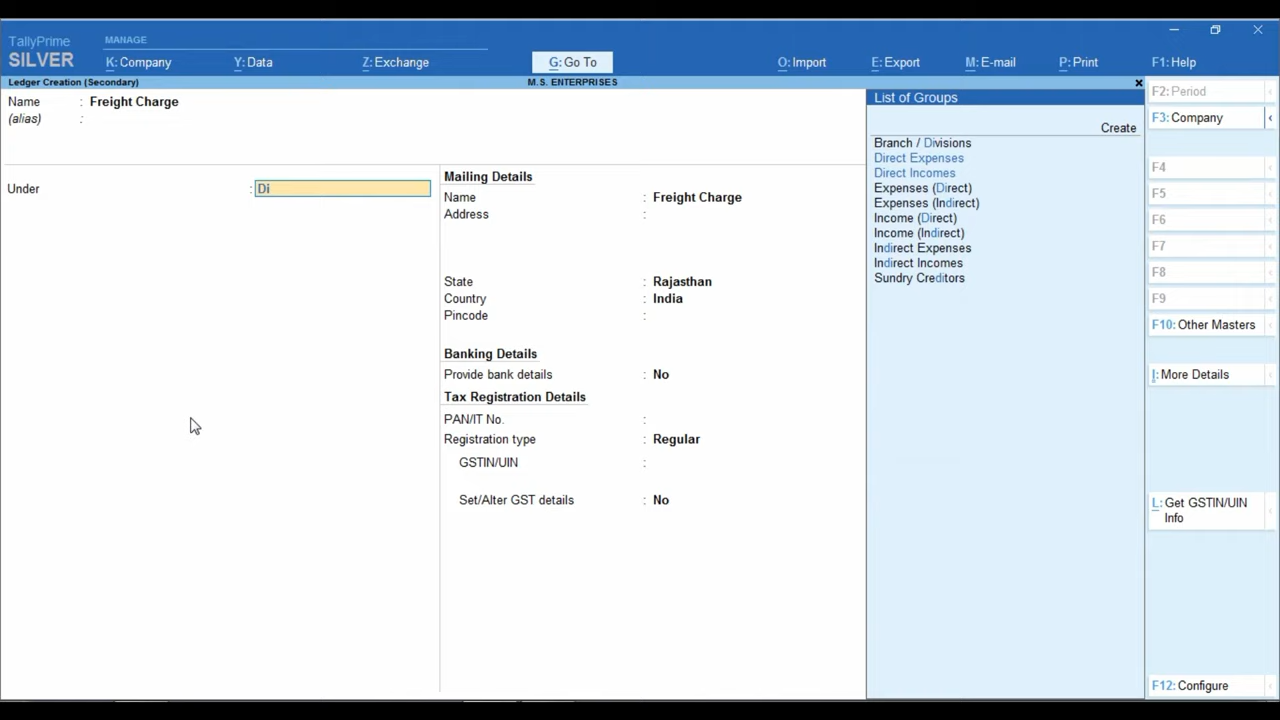 TallyPrime
SILVER
MANAGE
K: Company
Y: Data
Z: Exchange
G: Go To
O: Import
E: Export
M: E-mail
P: Print
F1: Help
Ledger Creation (Secondary)
M.S. ENTERPRISES
Name : Freight Charge
(alias) :
Under : Di
Mailing Details
Name : Freight Charge
Address :
State : Rajasthan
Country : India
Pincode :
Banking Details
Provide bank details : No
Tax Registration Details
PAN/IT No. :
Registration type : Regular
GSTIN/UIN :
Set/Alter GST details : No
List of Groups
Create
Branch / Divisions
Direct Expenses
Direct Incomes
Expenses (Direct)
Expenses (Indirect)
Income (Direct)
Income (Indirect)
Indirect Expenses
Indirect Incomes
Sundry Creditors
F2: Period
F3: Company
F4
F5
F6
F7
F8
F9
F10: Other Masters
I: More Details
L: Get GSTIN/UIN
Info
F12: Configure